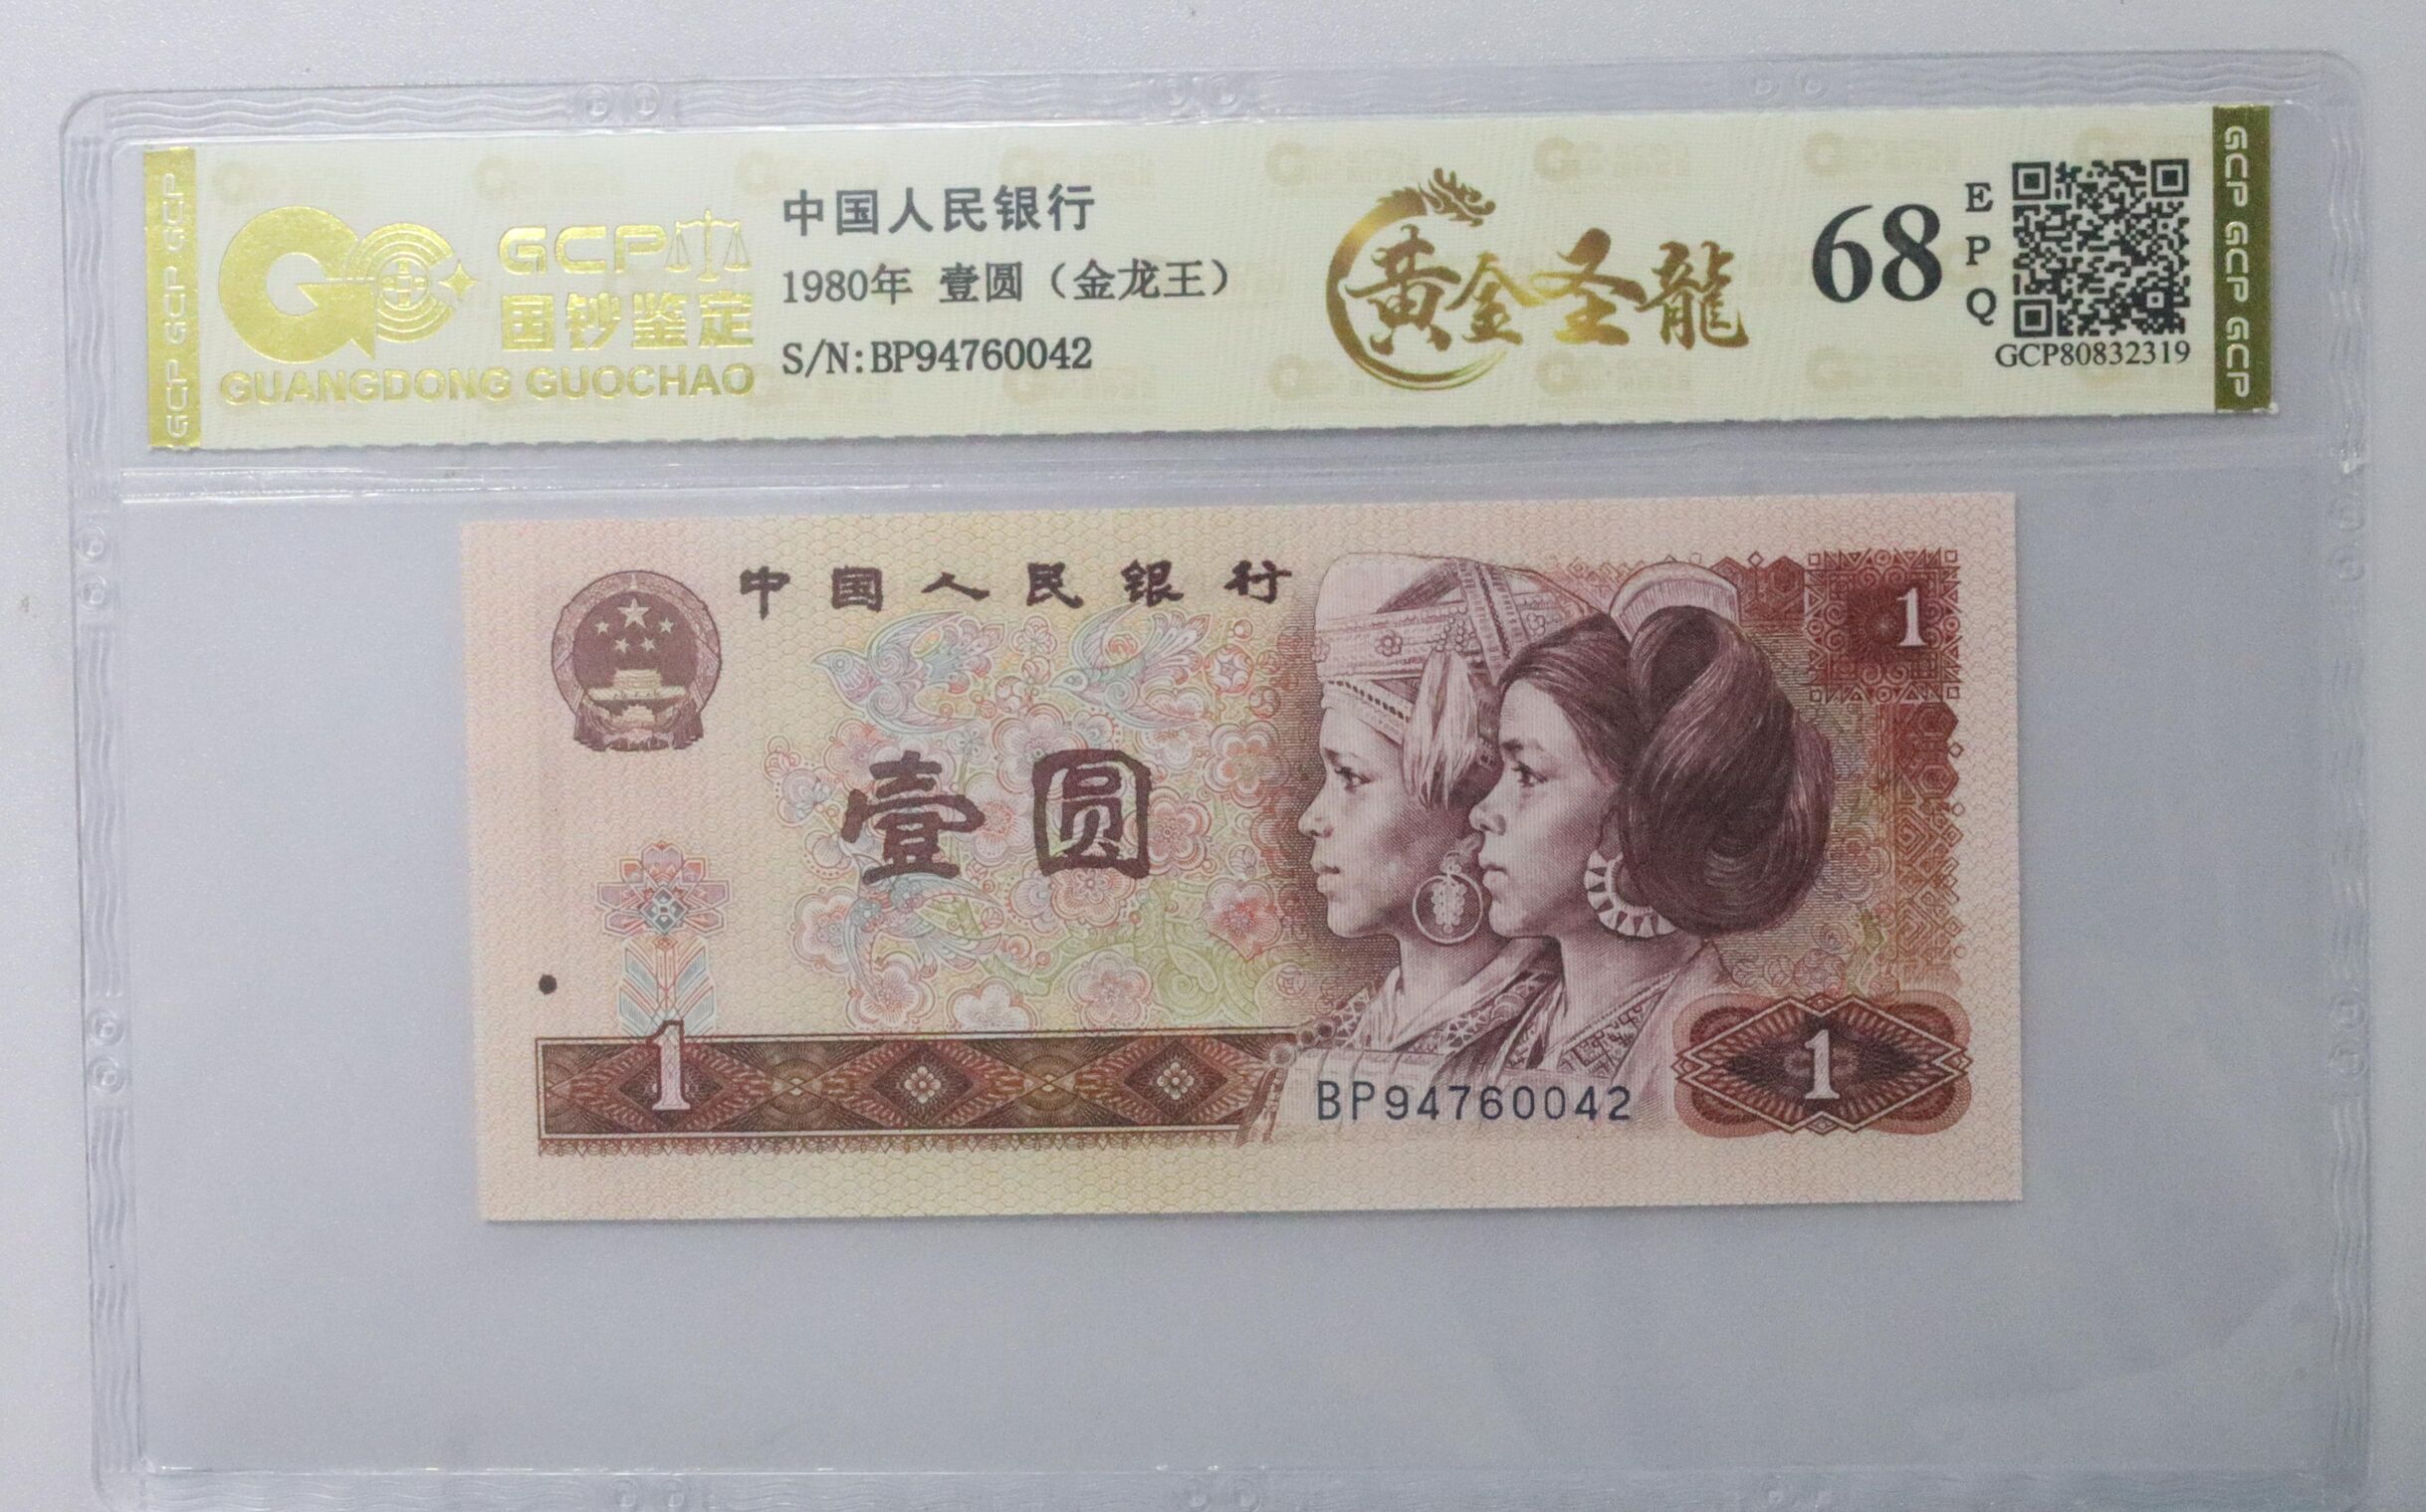 GCP
国钞鉴定
GUANGDONG GUOCHAO
中国人民银行
1980年 壹圆（金龙王）
S/N:BP94760042
黄金圣龍
68
EPQ
GCP80832319
GCP GCP GCP
GCP GCP GCP GCP
中国人民银行
1
壹圆
1
BP94760042
1